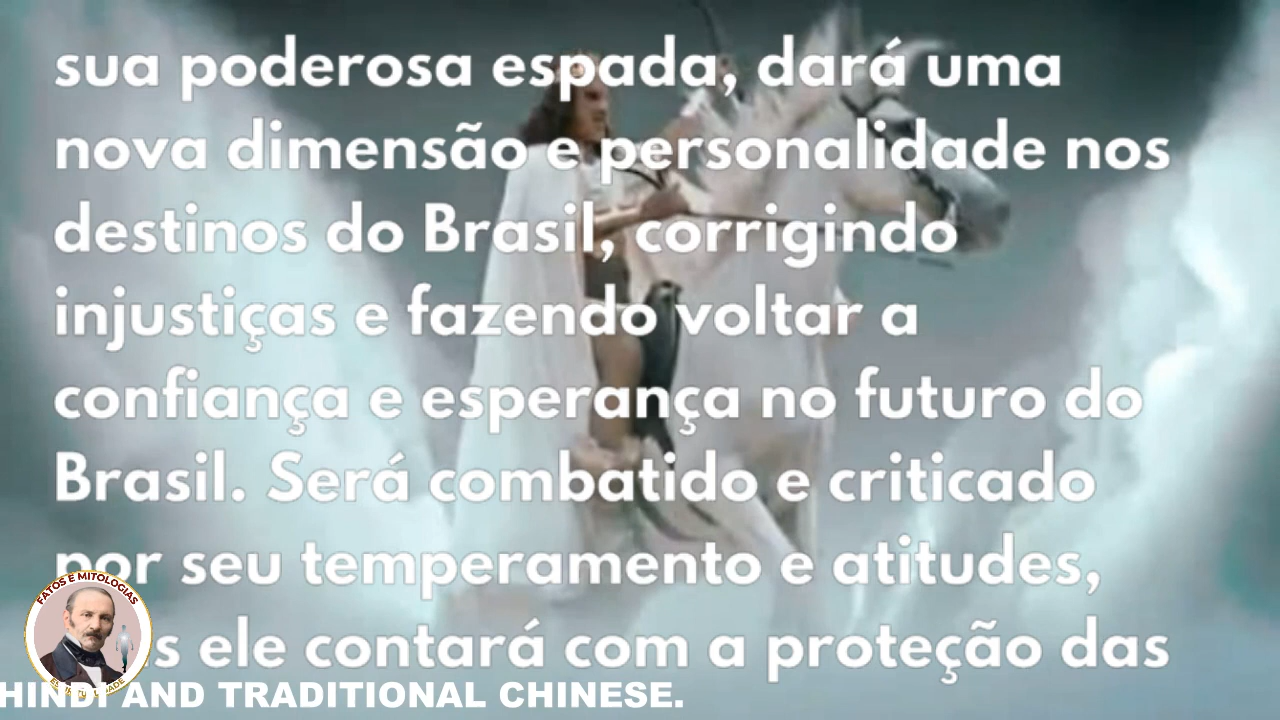 sua poderosa espada, dará uma
nova dimensão e personalidade nos
destinos do Brasil, corrigindo
injustiças e fazendo voltar a
confiança e esperança no futuro do
Brasil. Será combatido e criticado
por seu temperamento e atitudes,
ele contará com a proteção das
FATOS E MITOLOGIAS
HINDI AND TRADITIONAL CHINESE.